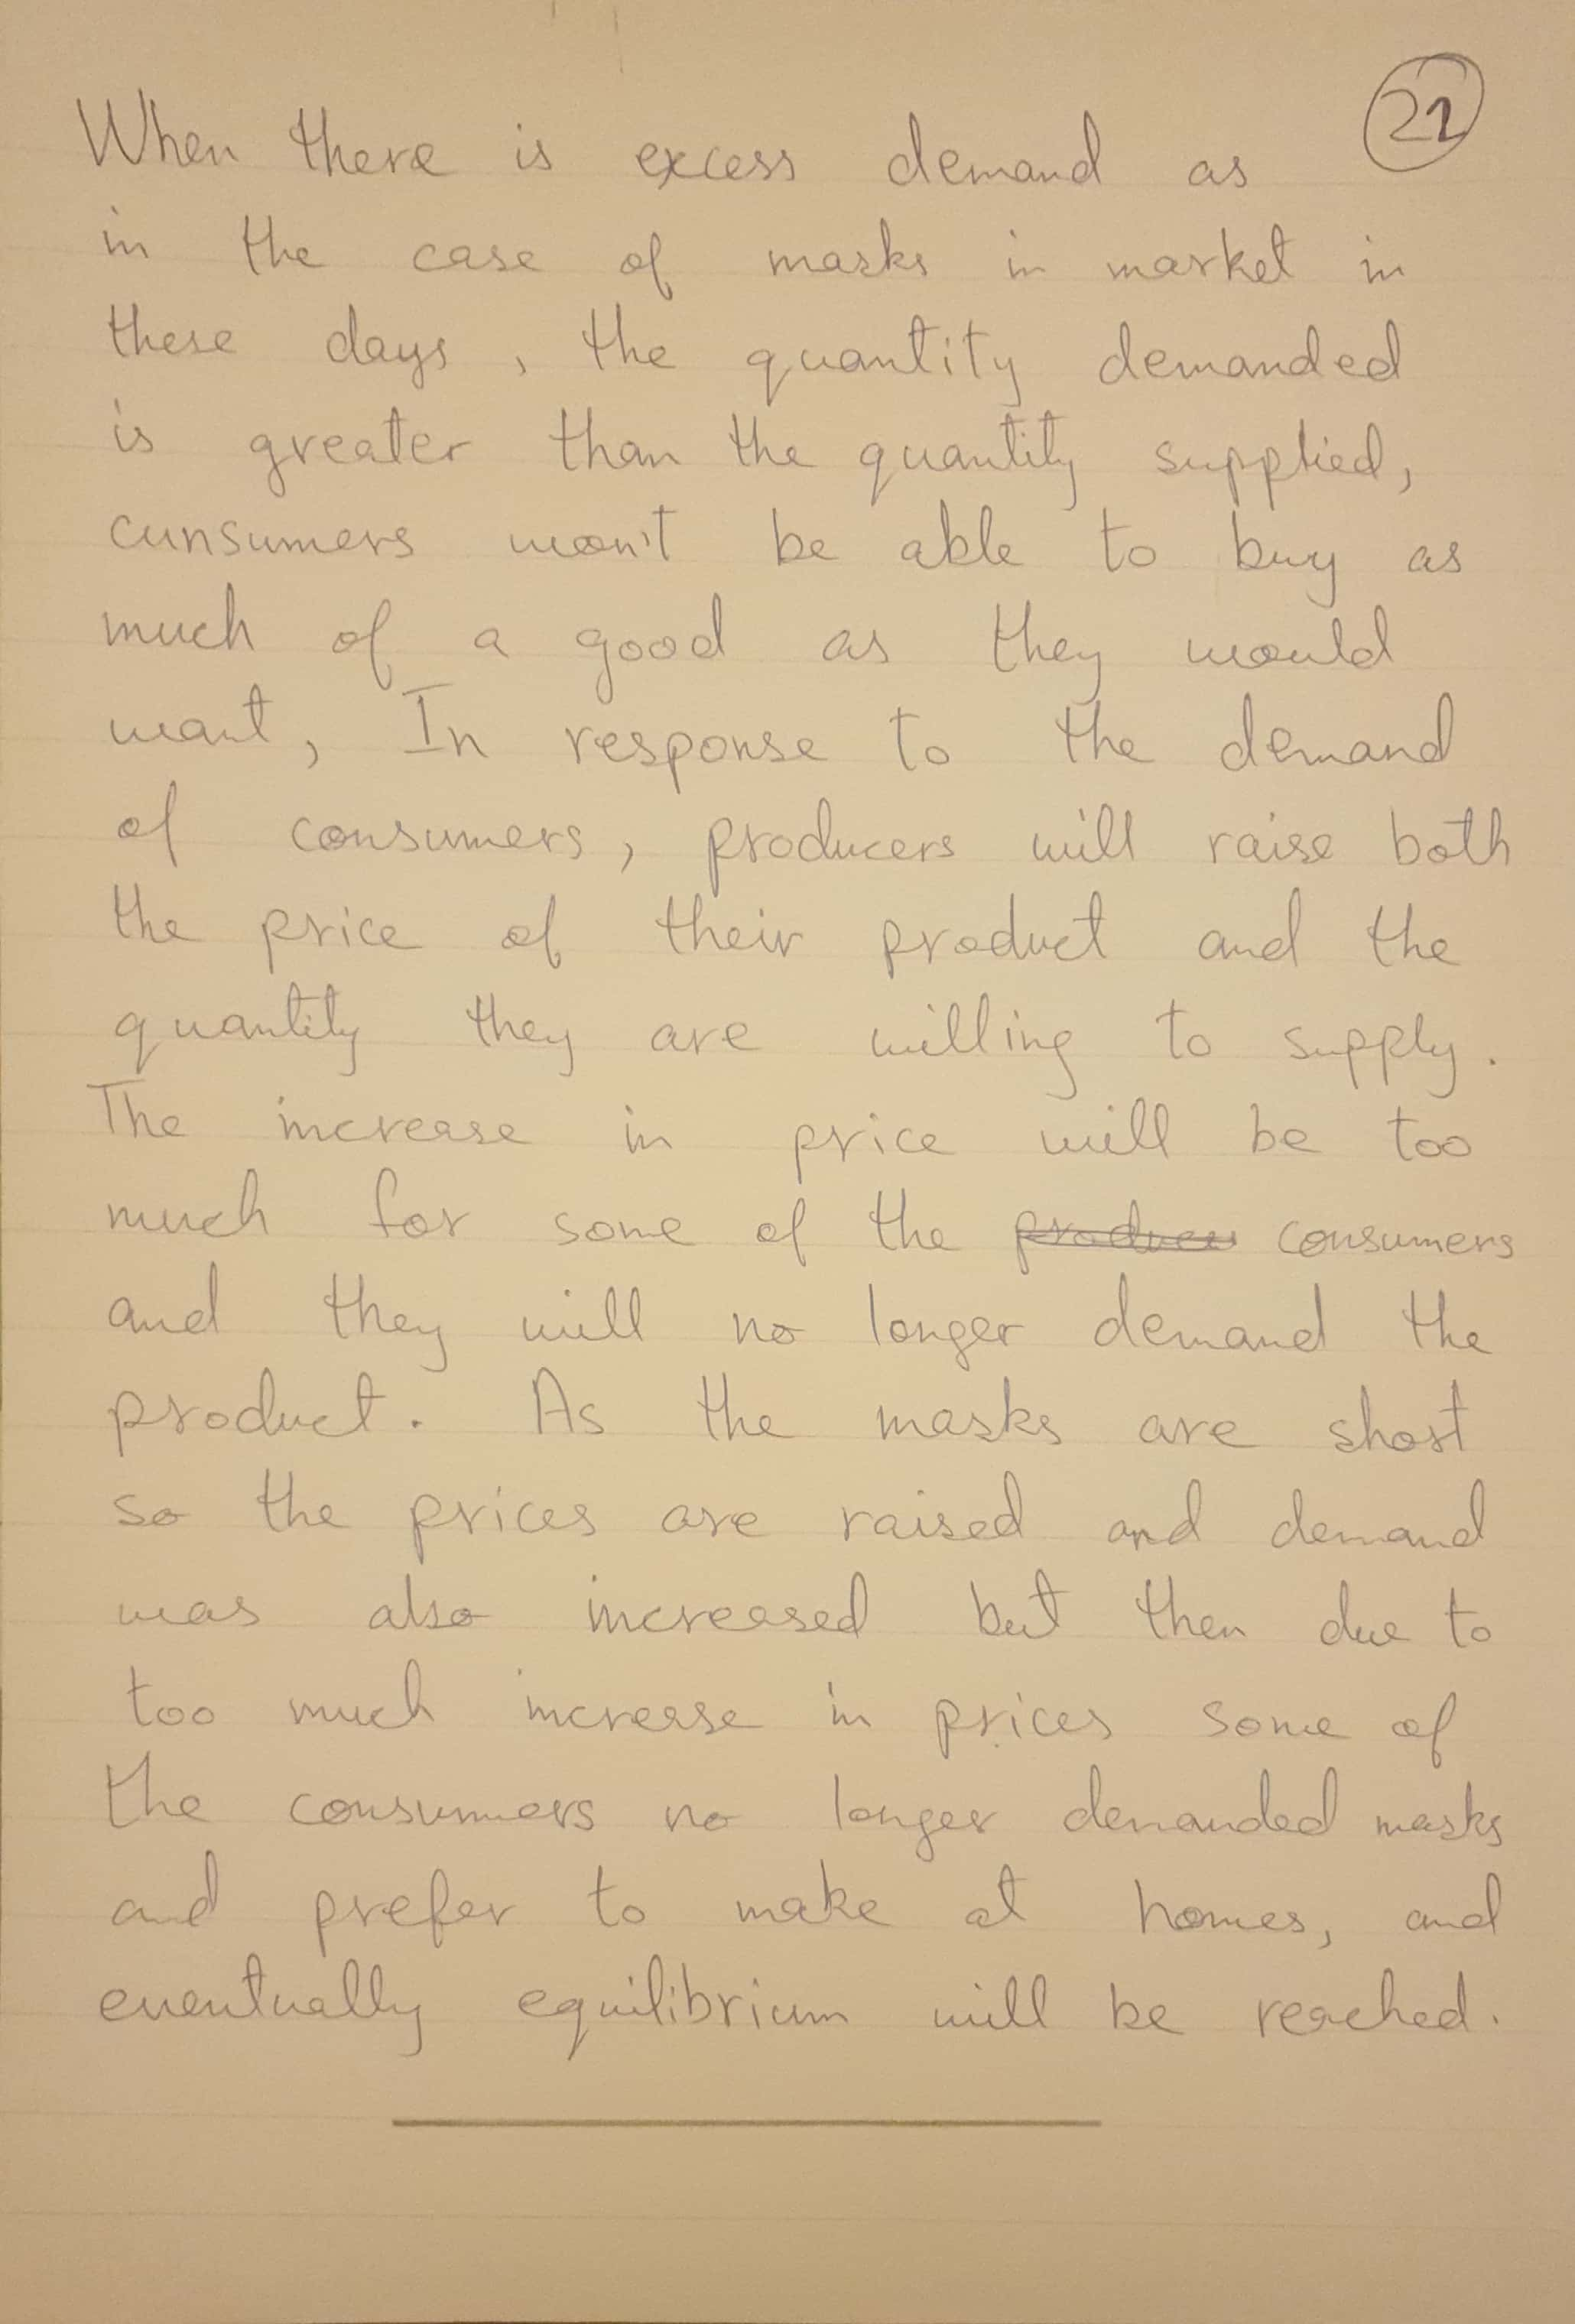 22
When there is excess demand as
in the case of masks in market in
these days, the quantity demanded
is greater than the quantity supplied,
cunsumers won't be able to buy as
much of a good as they would
want, In response to the demand
of consumers, producers will raise both
the price of their product and the
quantity they are willing to supply.
The increase in price will be too
much for some of the consumers
and they will no longer demand the
product. As the masks are short
so the prices are raised and demand
was also increased but then due to
too much increase in prices some of
the consumers no longer demanded masks
and prefer to make at homes, and
eventually equilibrium will be reached.